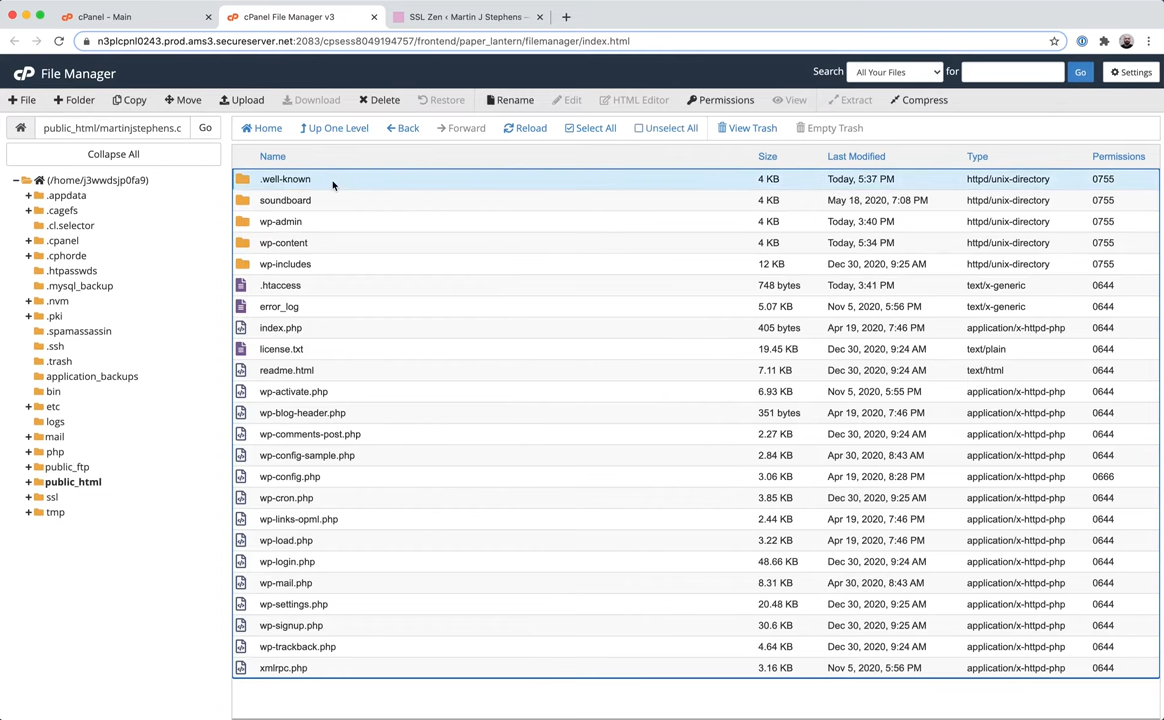 cPanel - Main
cPanel File Manager v3
SSL Zen ‹ Martin J Stephens —
n3plcpnl0243.prod.ams3.secureserver.net:2083/cpsess8049194757/frontend/paper_lantern/filemanager/index.html
cP File Manager
Search All Your Files for Go Settings
File Folder Copy Move Upload Download Delete Restore Rename Edit HTML Editor Permissions View Extract Compress
public_html/martinjstephens.c Go
Home Up One Level Back Forward Reload Select All Unselect All View Trash Empty Trash
Collapse All
(/home/j3wwdsjp0fa9)
.appdata
.cagefs
.cl.selector
.cpanel
.cphorde
.htpasswds
.mysql_backup
.nvm
.pki
.spamassassin
.ssh
.trash
application_backups
bin
etc
logs
mail
php
public_ftp
public_html
ssl
tmp
Name Size Last Modified Type Permissions
.well-known 4 KB Today, 5:37 PM httpd/unix-directory 0755
soundboard 4 KB May 18, 2020, 7:08 PM httpd/unix-directory 0755
wp-admin 4 KB Today, 3:40 PM httpd/unix-directory 0755
wp-content 4 KB Today, 5:34 PM httpd/unix-directory 0755
wp-includes 12 KB Dec 30, 2020, 9:25 AM httpd/unix-directory 0755
.htaccess 748 bytes Today, 3:41 PM text/x-generic 0644
error_log 5.07 KB Nov 5, 2020, 5:56 PM text/x-generic 0644
index.php 405 bytes Apr 19, 2020, 7:46 PM application/x-httpd-php 0644
license.txt 19.45 KB Dec 30, 2020, 9:24 AM text/plain 0644
readme.html 7.11 KB Dec 30, 2020, 9:24 AM text/html 0644
wp-activate.php 6.93 KB Nov 5, 2020, 5:55 PM application/x-httpd-php 0644
wp-blog-header.php 351 bytes Apr 19, 2020, 7:46 PM application/x-httpd-php 0644
wp-comments-post.php 2.27 KB Dec 30, 2020, 9:24 AM application/x-httpd-php 0644
wp-config-sample.php 2.84 KB Apr 30, 2020, 8:43 AM application/x-httpd-php 0644
wp-config.php 3.06 KB Apr 19, 2020, 8:28 PM application/x-httpd-php 0666
wp-cron.php 3.85 KB Dec 30, 2020, 9:25 AM application/x-httpd-php 0644
wp-links-opml.php 2.44 KB Apr 19, 2020, 7:46 PM application/x-httpd-php 0644
wp-load.php 3.22 KB Apr 19, 2020, 7:46 PM application/x-httpd-php 0644
wp-login.php 48.66 KB Dec 30, 2020, 9:24 AM application/x-httpd-php 0644
wp-mail.php 8.31 KB Apr 30, 2020, 8:43 AM application/x-httpd-php 0644
wp-settings.php 20.48 KB Dec 30, 2020, 9:25 AM application/x-httpd-php 0644
wp-signup.php 30.6 KB Dec 30, 2020, 9:25 AM application/x-httpd-php 0644
wp-trackback.php 4.64 KB Dec 30, 2020, 9:24 AM application/x-httpd-php 0644
xmlrpc.php 3.16 KB Nov 5, 2020, 5:56 PM application/x-httpd-php 0644